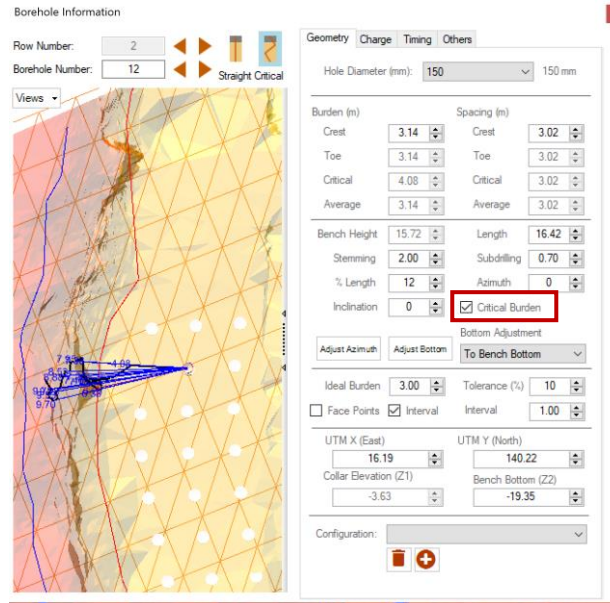 Borehole Information
Row Number: 2
Borehole Number: 12
Straight Critical
Views
4.08
9.70
Geometry Charge Timing Others
Hole Diameter (mm): 150 150 mm
Burden (m) Spacing (m)
Crest 3.14 Crest 3.02
Toe 3.14 Toe 3.02
Critical 4.08 Critical 3.02
Average 3.14 Average 3.02
Bench Height 15.72 Length 16.42
Stemming 2.00 Subdrilling 0.70
% Length 12 Azimuth 0
Inclination 0 Critical Burden
Bottom Adjustment
Adjust Azimuth Adjust Bottom To Bench Bottom
Ideal Burden 3.00 Tolerance (%) 10
Face Points Interval Interval 1.00
UTM X (East) UTM Y (North)
16.19 140.22
Collar Elevation (Z1) Bench Bottom (Z2)
-3.63 -19.35
Configuration: